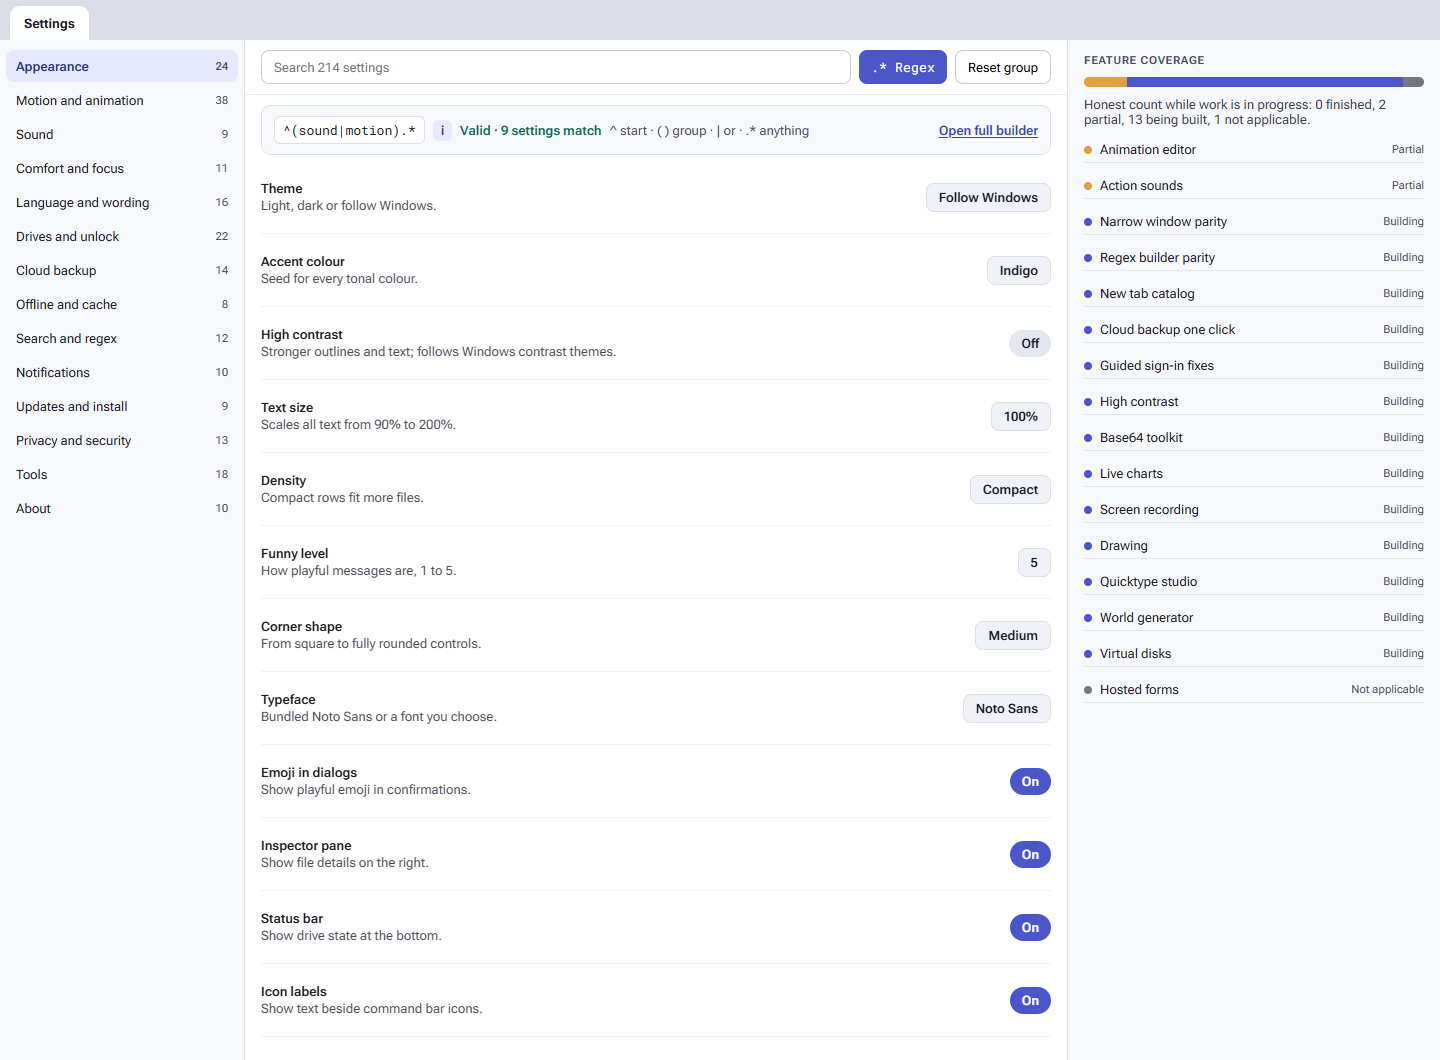 Settings
Appearance 24
Motion and animation 38
Sound 9
Comfort and focus 11
Language and wording 16
Drives and unlock 22
Cloud backup 14
Offline and cache 8
Search and regex 12
Notifications 10
Updates and install 9
Privacy and security 13
Tools 18
About 10
Search 214 settings
.* Regex
Reset group
^(sound|motion).* i Valid · 9 settings match ^ start · ( ) group · | or · .* anything Open full builder
Theme
Light, dark or follow Windows.
Follow Windows
Accent colour
Seed for every tonal colour.
Indigo
High contrast
Stronger outlines and text; follows Windows contrast themes.
Off
Text size
Scales all text from 90% to 200%.
100%
Density
Compact rows fit more files.
Compact
Funny level
How playful messages are, 1 to 5.
5
Corner shape
From square to fully rounded controls.
Medium
Typeface
Bundled Noto Sans or a font you choose.
Noto Sans
Emoji in dialogs
Show playful emoji in confirmations.
On
Inspector pane
Show file details on the right.
On
Status bar
Show drive state at the bottom.
On
Icon labels
Show text beside command bar icons.
On
FEATURE COVERAGE
Honest count while work is in progress: 0 finished, 2
partial, 13 being built, 1 not applicable.
Animation editor Partial
Action sounds Partial
Narrow window parity Building
Regex builder parity Building
New tab catalog Building
Cloud backup one click Building
Guided sign-in fixes Building
High contrast Building
Base64 toolkit Building
Live charts Building
Screen recording Building
Drawing Building
Quicktype studio Building
World generator Building
Virtual disks Building
Hosted forms Not applicable